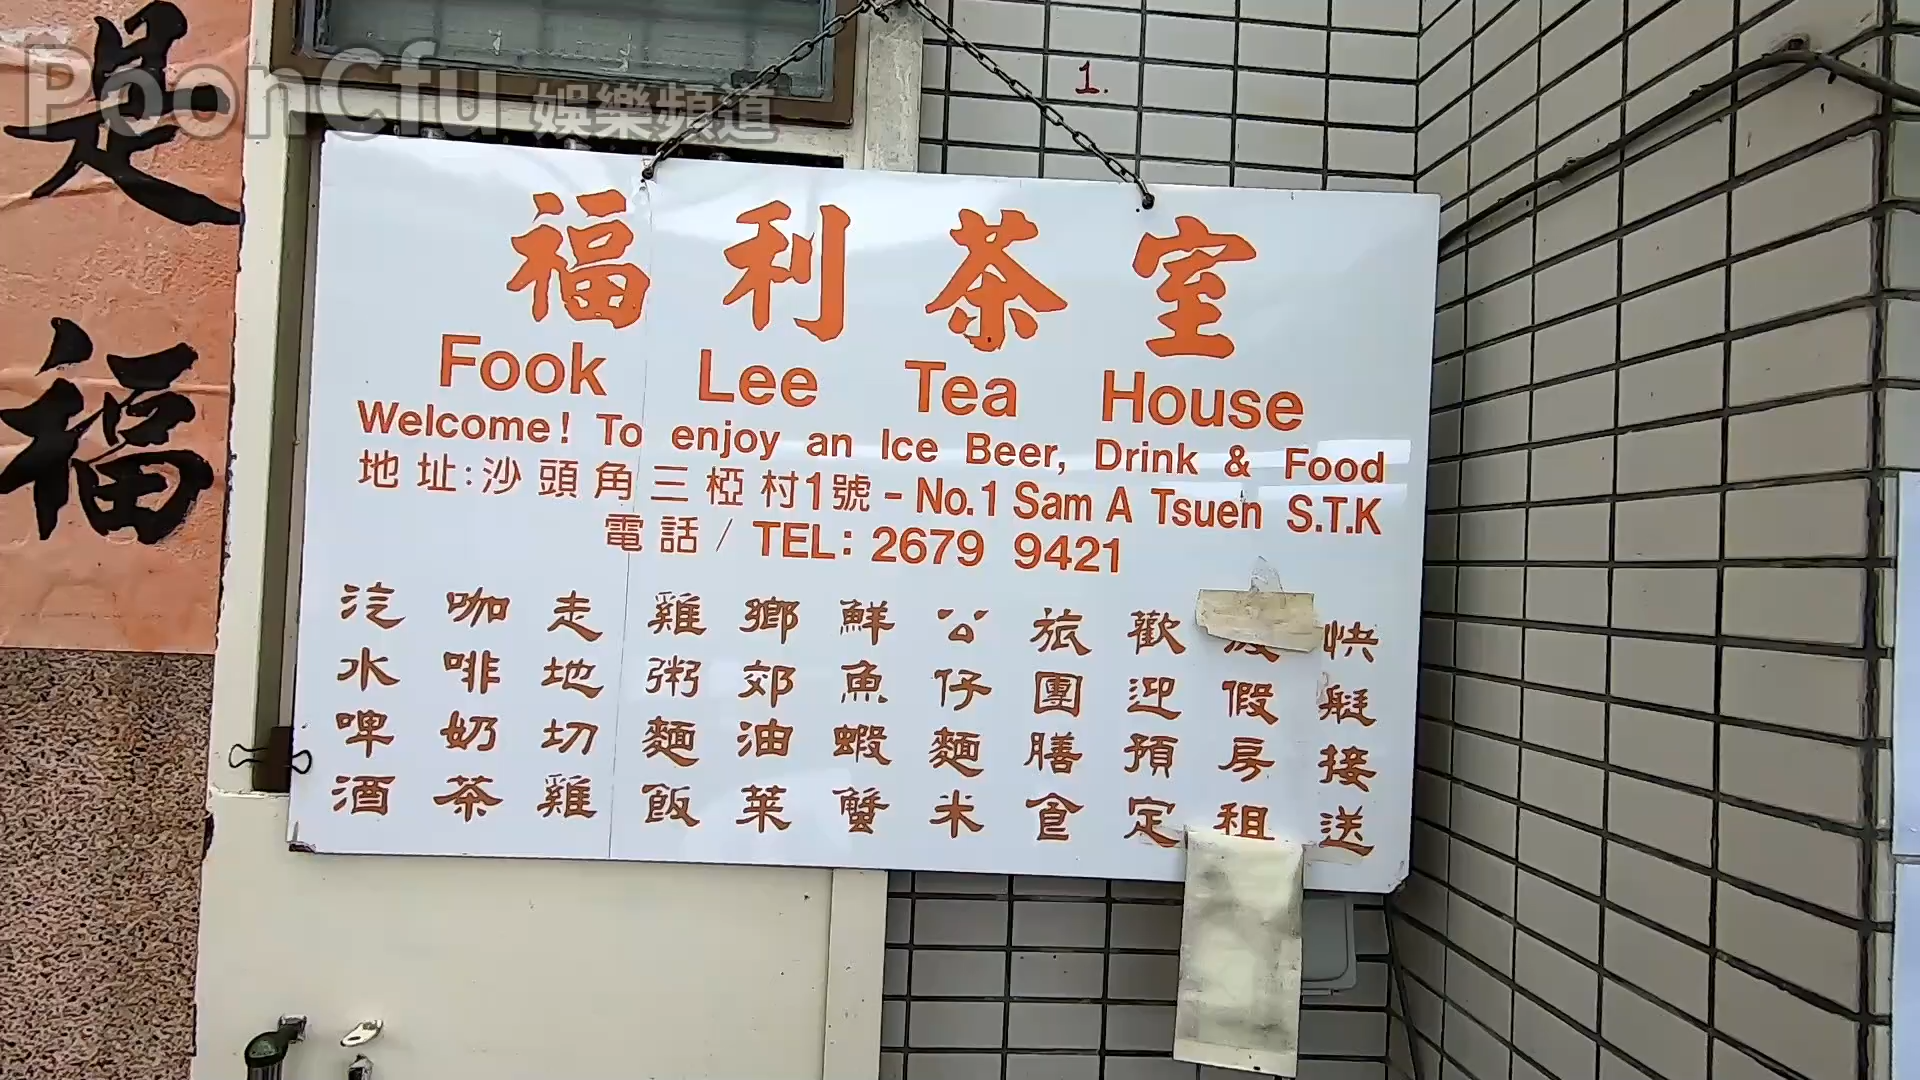 PoonCfu 娛樂頻道
是福
1.
福利茶室
Fook Lee Tea House
Welcome! To enjoy an Ice Beer, Drink & Food
地址:沙頭角三椏村1號 - No.1 Sam A Tsuen S.T.K
電話 / TEL: 2679 9421
汽水啤酒
咖啡奶茶
走地切雞
雞粥麵飯
鄉郊油菜
鮮魚蝦蟹
公仔麵米
旅團膳食
歡迎預定
假房租
快艇接送